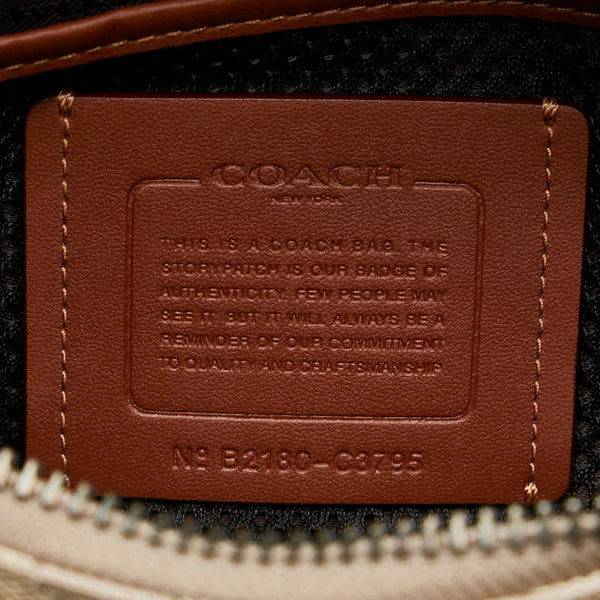 COACH
NEW YORK
THIS IS A COACH BAG. THE
STORYPATCH IS OUR BADGE OF
AUTHENTICITY. FEW PEOPLE MAY
SEE IT. BUT IT WILL ALWAYS BE A
REMINDER OF OUR COMMITMENT
TO QUALITY AND CRAFTSMANSHIP.
Nº B2180-C3795